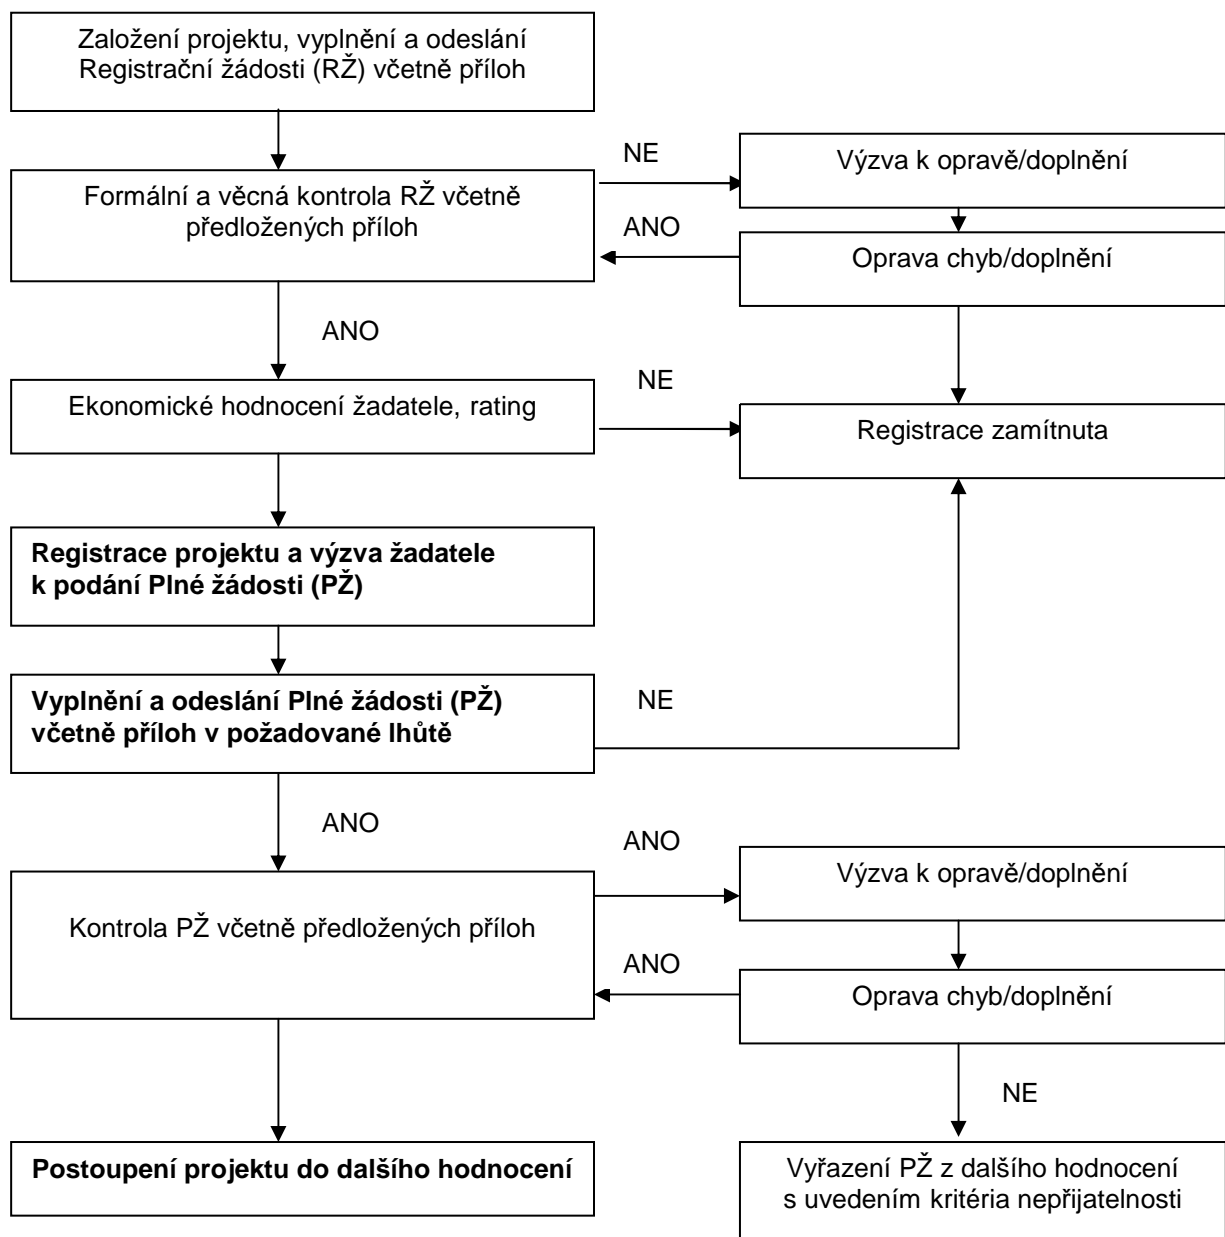 Založení projektu, vyplnění a odeslání
Registrační žádosti (RŽ) včetně příloh
NE
Výzva k opravě/doplnění
Formální a věcná kontrola RŽ včetně
předložených příloh
ANO
Oprava chyb/doplnění
ANO
NE
Ekonomické hodnocení žadatele, rating
Registrace zamítnuta
Registrace projektu a výzva žadatele
k podání Plné žádosti (PŽ)
Vyplnění a odeslání Plné žádosti (PŽ)
včetně příloh v požadované lhůtě
NE
ANO
ANO
Výzva k opravě/doplnění
Kontrola PŽ včetně předložených příloh
ANO
Oprava chyb/doplnění
NE
Postoupení projektu do dalšího hodnocení
Vyřazení PŽ z dalšího hodnocení
s uvedením kritéria nepřijatelnosti